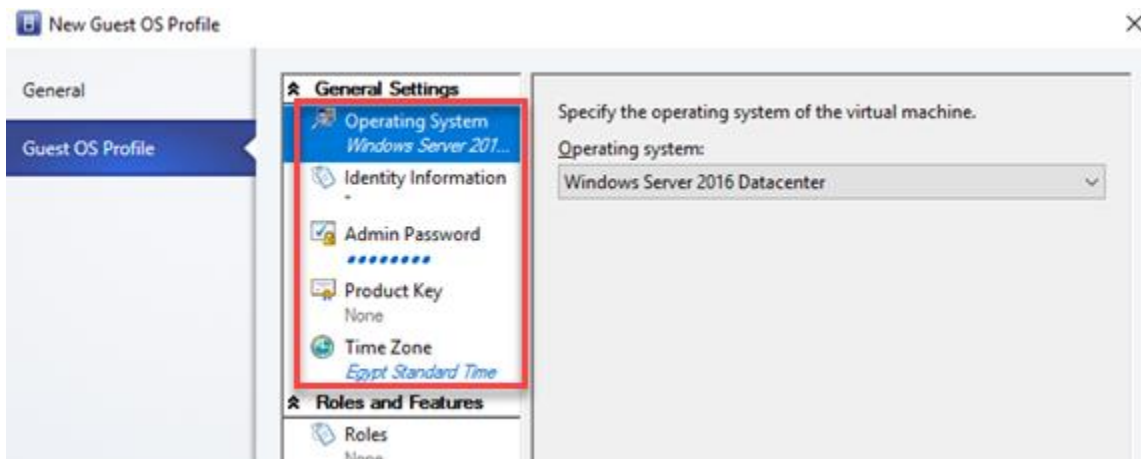 New Guest OS Profile
General
Guest OS Profile
General Settings
Operating System
Windows Server 201...
Identity Information
-
Admin Password
Product Key
None
Time Zone
Egypt Standard Time
Roles and Features
Roles
None
Specify the operating system of the virtual machine.
Operating system:
Windows Server 2016 Datacenter